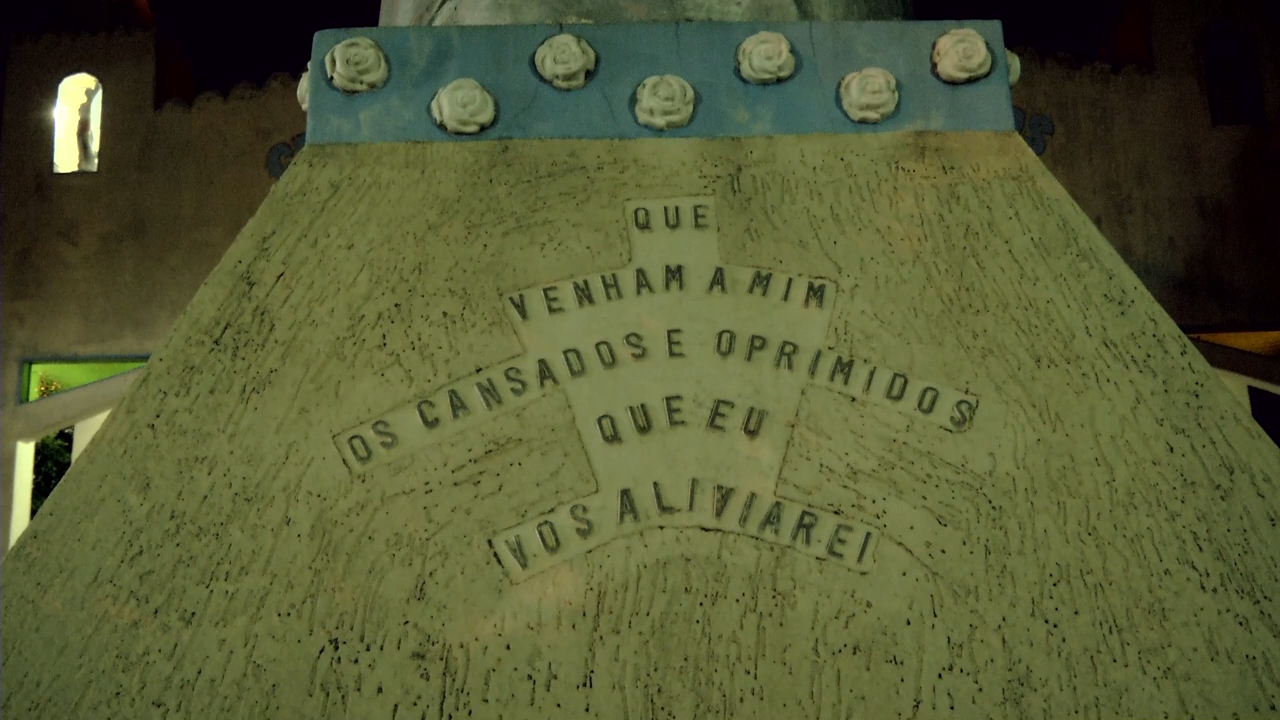 QUE
VENHAM A MIM
OS CANSADOS E OPRIMIDOS
QUE EU
VOS ALIVIAREI